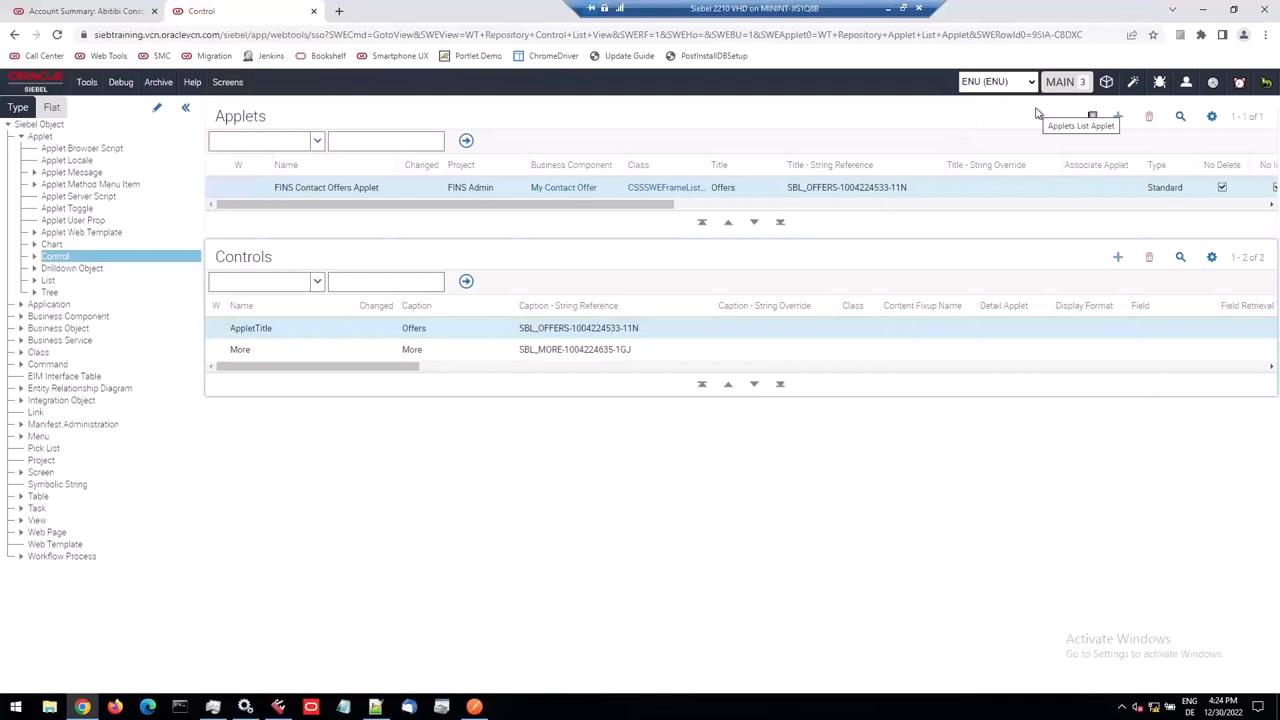 Account Summary: Abitibi Cons
Control
Siebel 2210 VHD on MININT-JIS1Q8B
siebtraining.vcn.oraclevcn.com/siebel/app/webtools/sso?SWECmd=GotoView&SWEView=WT+Repository+Control+List+View&SWERF=1&SWEHo=&SWEBU=1&SWEApplet0=WT+Repository+Applet+List+Applet&SWERowId0=9SIA-C8DXC
Call Center
Web Tools
SMC
Migration
Jenkins
Bookshelf
Smartphone UX
Portlet Demo
ChromeDriver
Update Guide
PostInstallDBSetup
ORACLE
SIEBEL
Tools
Debug
Archive
Help
Screens
ENU (ENU)
MAIN 3
Type
Flat
Siebel Object
Applet
Applet Browser Script
Applet Locale
Applet Message
Applet Method Menu Item
Applet Server Script
Applet Toggle
Applet User Prop
Applet Web Template
Chart
Control
Drilldown Object
List
Tree
Application
Business Component
Business Object
Business Service
Class
Command
EIM Interface Table
Entity Relationship Diagram
Integration Object
Link
Manifest Administration
Menu
Pick List
Project
Screen
Symbolic String
Table
Task
View
Web Page
Web Template
Workflow Process
Applets
1 - 1 of 1
Applets List Applet
W Name Changed Project Business Component Class Title Title - String Reference Title - String Override Associate Applet Type No Delete
FINS Contact Offers Applet FINS Admin My Contact Offer CSSSWEFrameList... Offers SBL_OFFERS-1004224533-11N Standard
Controls
1 - 2 of 2
W Name Changed Caption Caption - String Reference Caption - String Override Class Content Fixup Name Detail Applet Display Format Field Field Retrieval
AppletTitle Offers SBL_OFFERS-1004224533-11N
More More SBL_MORE-1004224635-1GJ
Activate Windows
Go to Settings to activate Windows.
ENG
DE
4:24 PM
12/30/2022